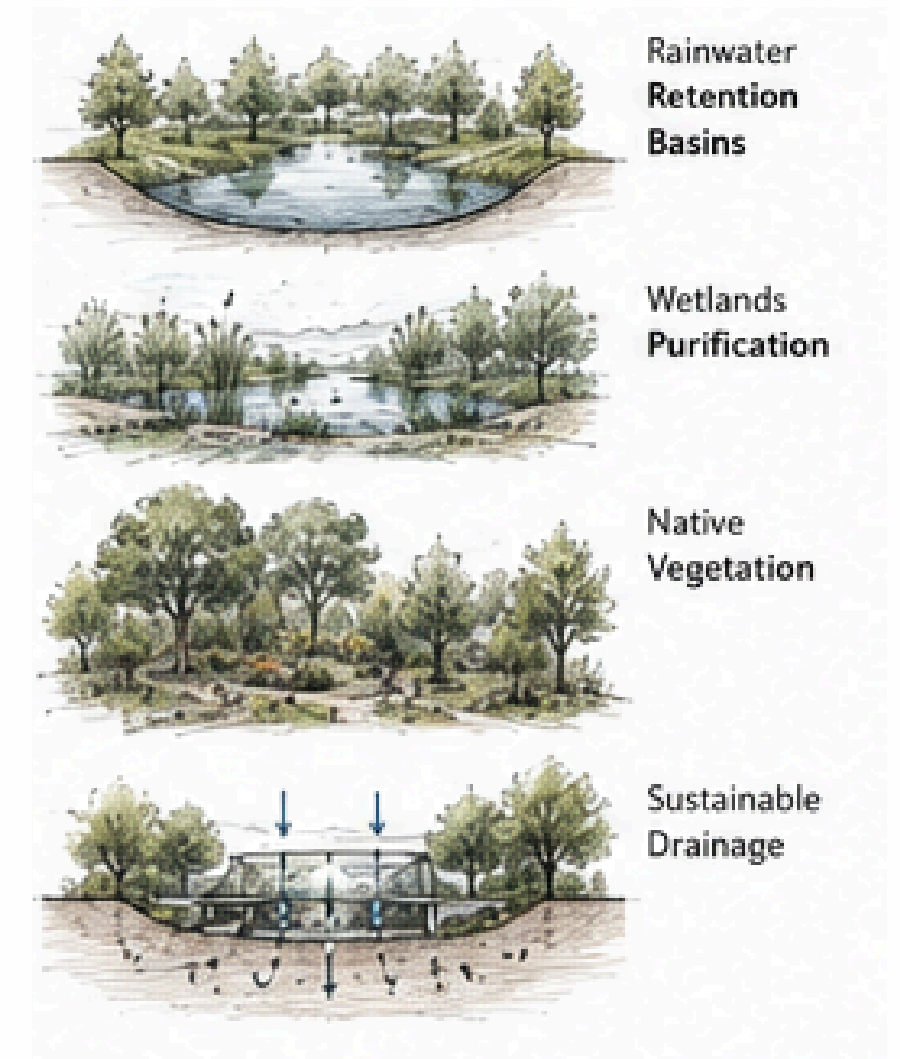 Rainwater
Retention
Basins
Wetlands
Purification
Native
Vegetation
Sustainable
Drainage